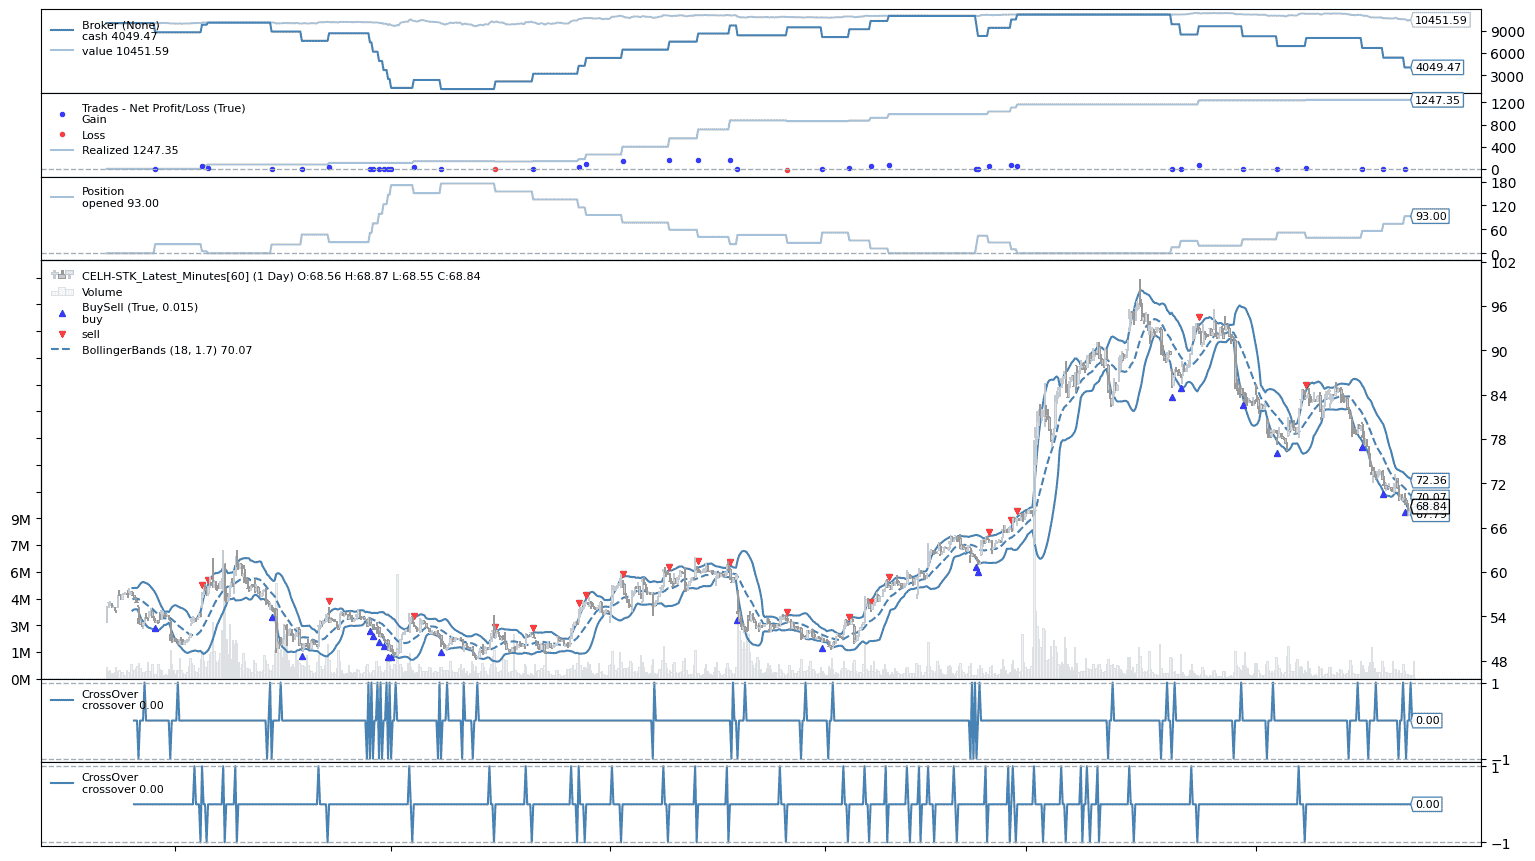 Broker (None)
cash 4049.47
value 10451.59
10451.59
9000
6000
4049.47
3000
Trades - Net Profit/Loss (True)
Gain
Loss
Realized 1247.35
1247.35
1200
800
400
0
Position
opened 93.00
180
120
93.00
60
0
CELH-STK_Latest_Minutes[60] (1 Day) O:68.56 H:68.87 L:68.55 C:68.84
Volume
BuySell (True, 0.015)
buy
sell
BollingerBands (18, 1.7) 70.07
102
96
90
84
78
72.36
72
70.07
68.84
67.79
66
60
54
48
9M
7M
6M
4M
3M
1M
0M
CrossOver
crossover 0.00
1
0.00
−1
CrossOver
crossover 0.00
1
0.00
−1